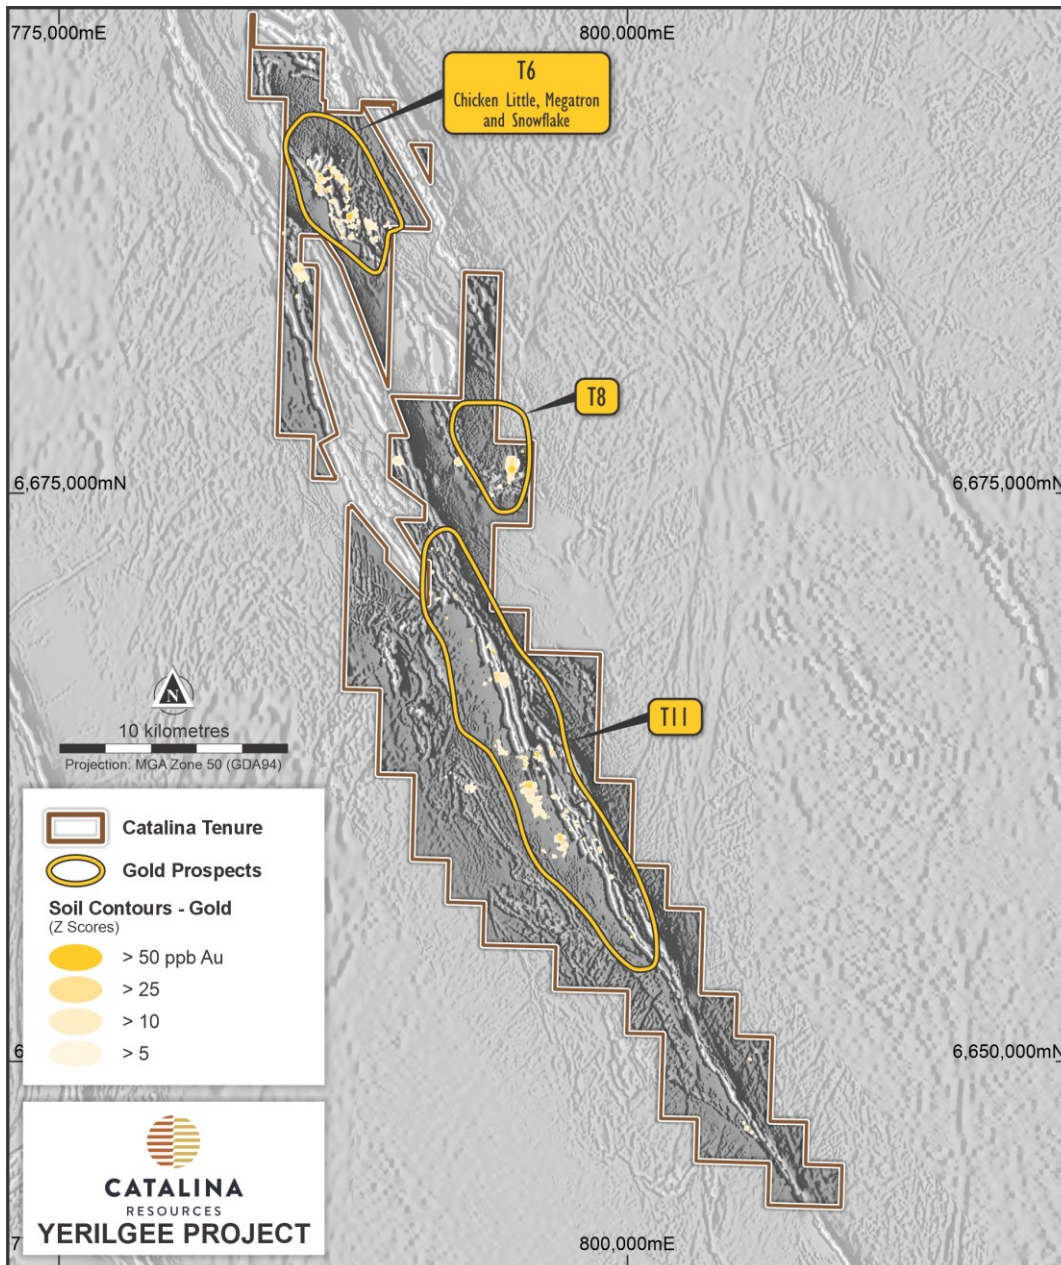 775,000mE
800,000mE
T6
Chicken Little, Megatron
and Snowflake
T8
6,675,000mN
6,675,000mN
T11
N
10 kilometres
Projection: MGA Zone 50 (GDA94)
Catalina Tenure
Gold Prospects
Soil Contours - Gold
(Z Scores)
> 50 ppb Au
> 25
> 10
> 5
6,650,000mN
CATALINA
RESOURCES
YERILGEE PROJECT
800,000mE